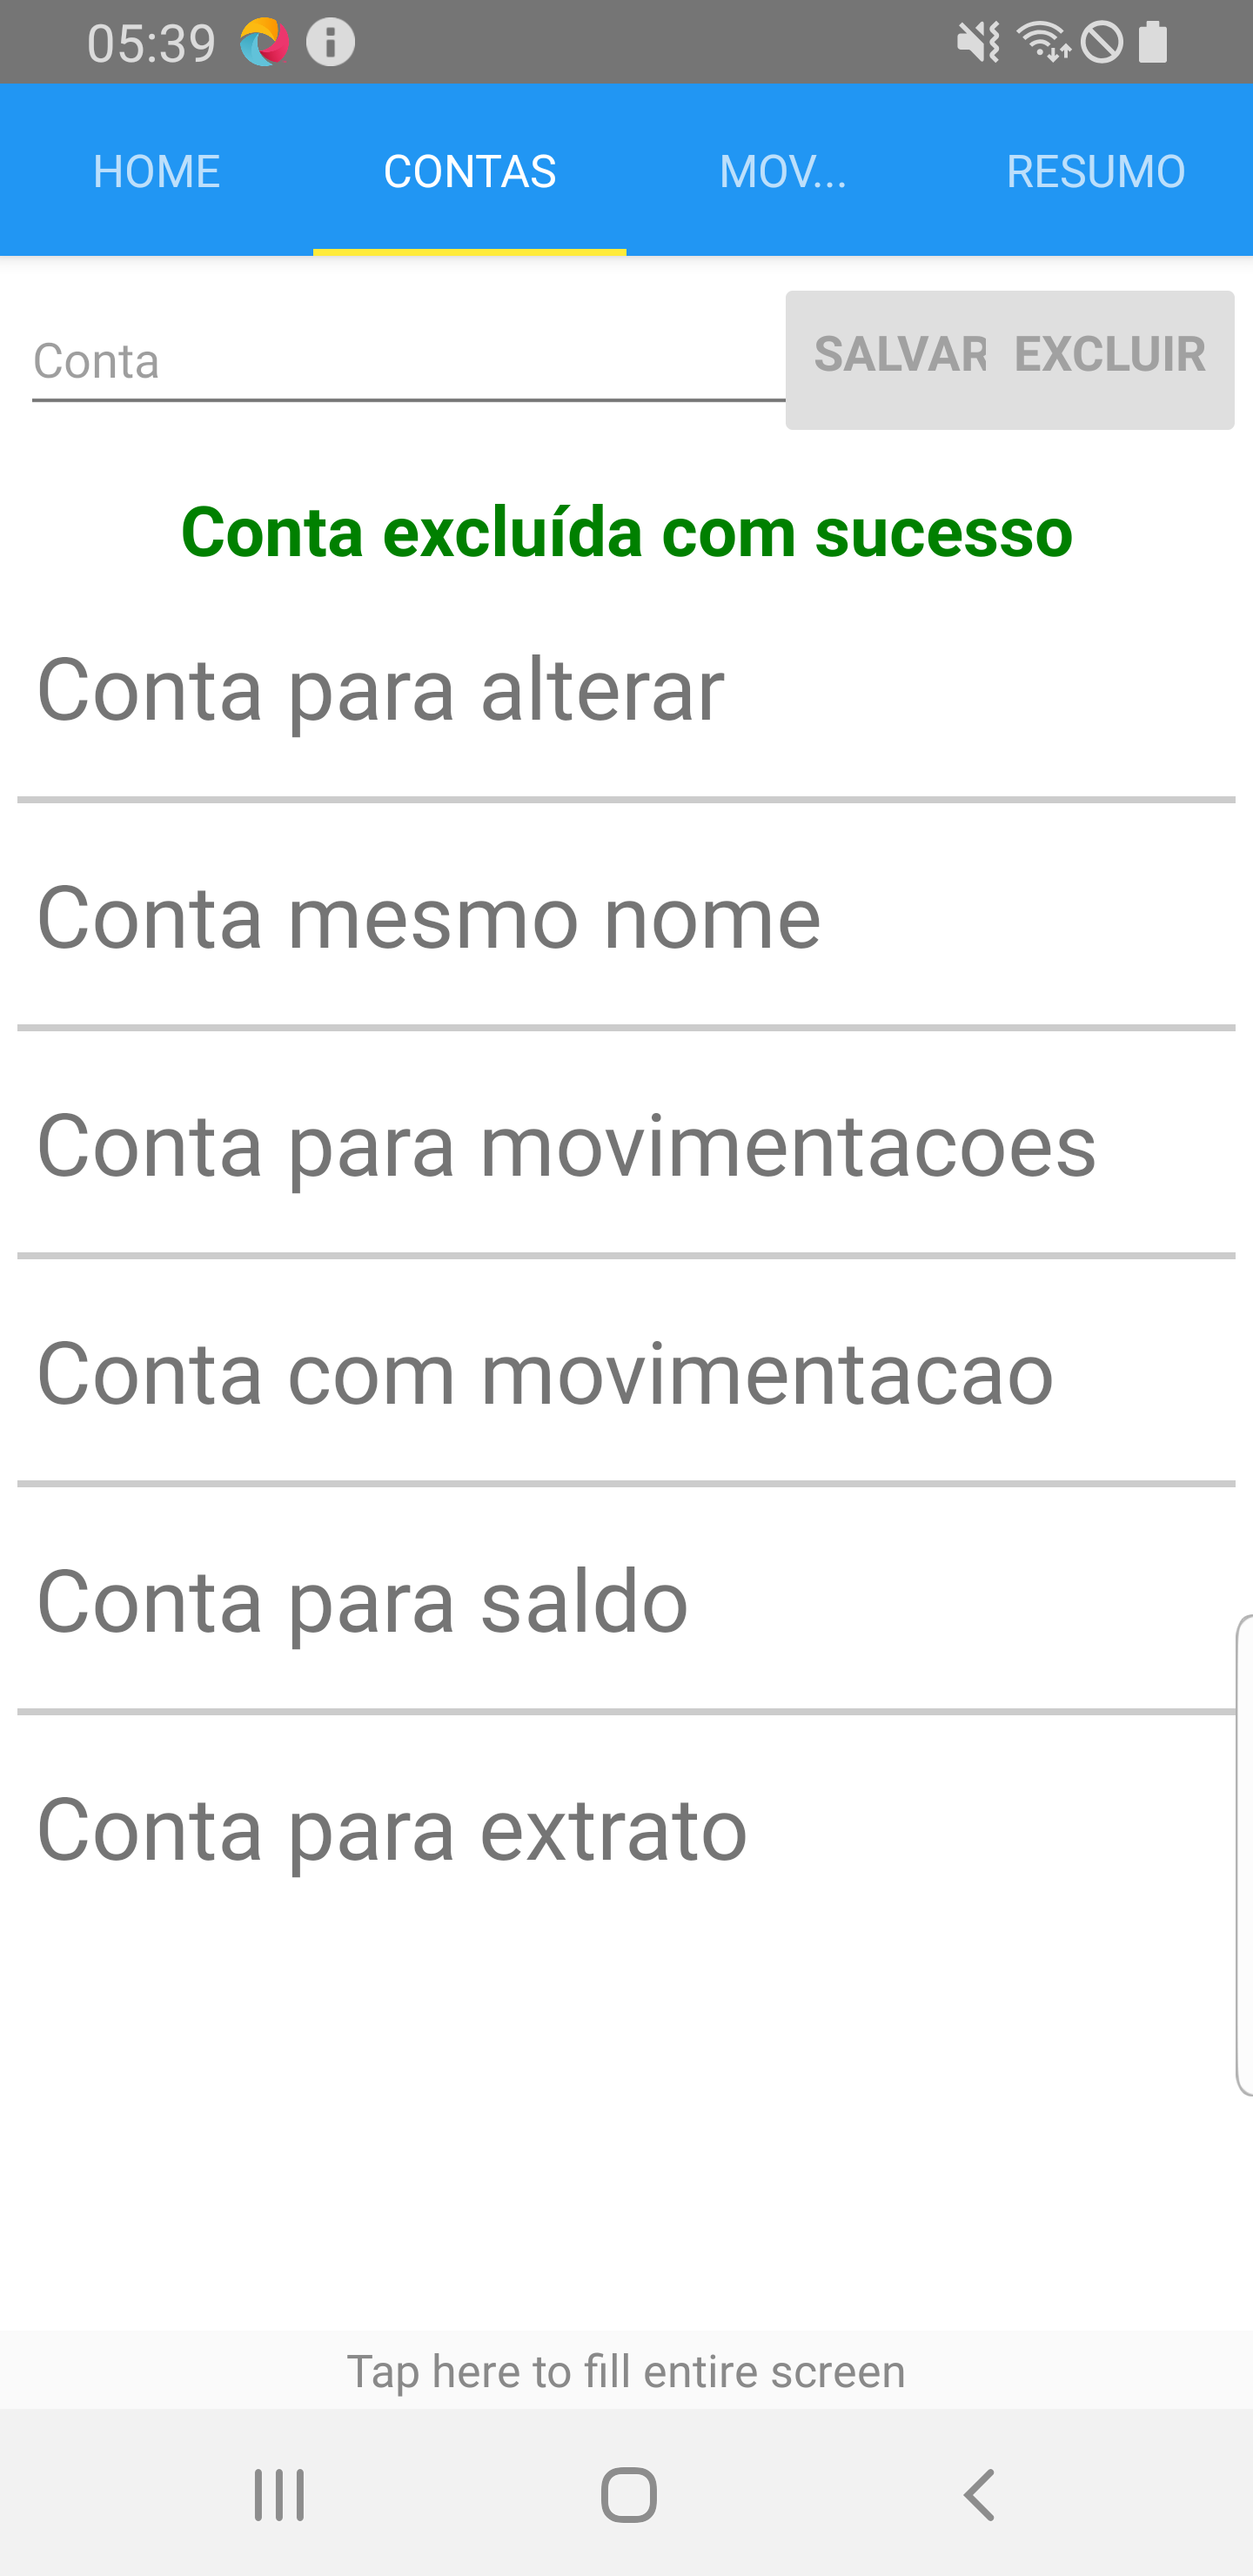 05:39
HOME CONTAS MOV... RESUMO
Conta SALVAR EXCLUIR
Conta excluída com sucesso
Conta para alterar
Conta mesmo nome
Conta para movimentacoes
Conta com movimentacao
Conta para saldo
Conta para extrato
Tap here to fill entire screen